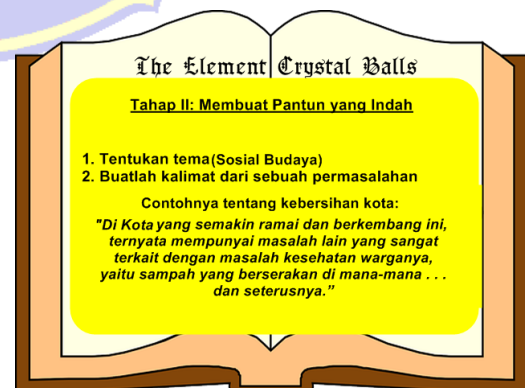 The Element Crystal Balls
Tahap II: Membuat Pantun yang Indah
1. Tentukan tema(Sosial Budaya)
2. Buatlah kalimat dari sebuah permasalahan
Contohnya tentang kebersihan kota:
"Di Kota yang semakin ramai dan berkembang ini,
ternyata mempunyai masalah lain yang sangat
terkait dengan masalah kesehatan warganya,
yaitu sampah yang berserakan di mana-mana . . .
dan seterusnya.”